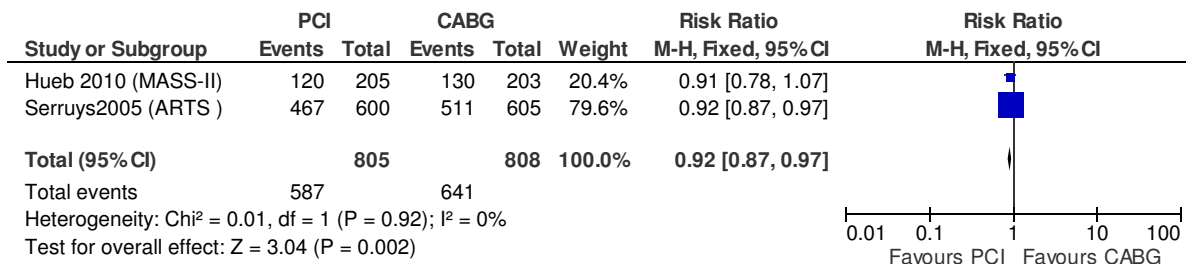 PCI CABG Risk Ratio Risk Ratio
Study or Subgroup Events Total Events Total Weight M-H, Fixed, 95% CI M-H, Fixed, 95% CI
Hueb 2010 (MASS-II) 120 205 130 203 20.4% 0.91 [0.78, 1.07]
Serruys2005 (ARTS ) 467 600 511 605 79.6% 0.92 [0.87, 0.97]
Total (95% CI) 805 808 100.0% 0.92 [0.87, 0.97]
Total events 587 641
Heterogeneity: Chi² = 0.01, df = 1 (P = 0.92); I² = 0%
Test for overall effect: Z = 3.04 (P = 0.002)
0.01 0.1 1 10 100
Favours PCI Favours CABG